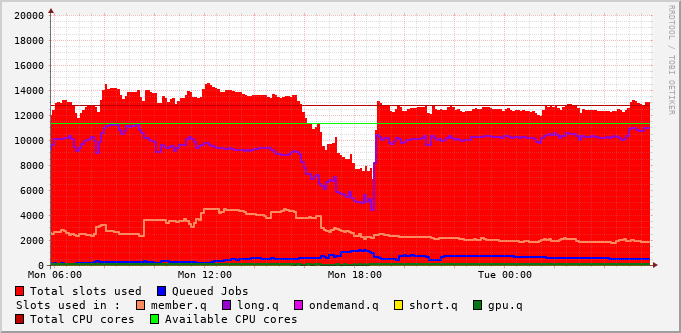 20000
18000
16000
14000
12000
10000
8000
6000
4000
2000
0
Mon 06:00 Mon 12:00 Mon 18:00 Tue 00:00
Total slots used Queued Jobs
Slots used in : member.q long.q ondemand.q short.q gpu.q
Total CPU cores Available CPU cores
RRDTOOL / TOBI OETIKER